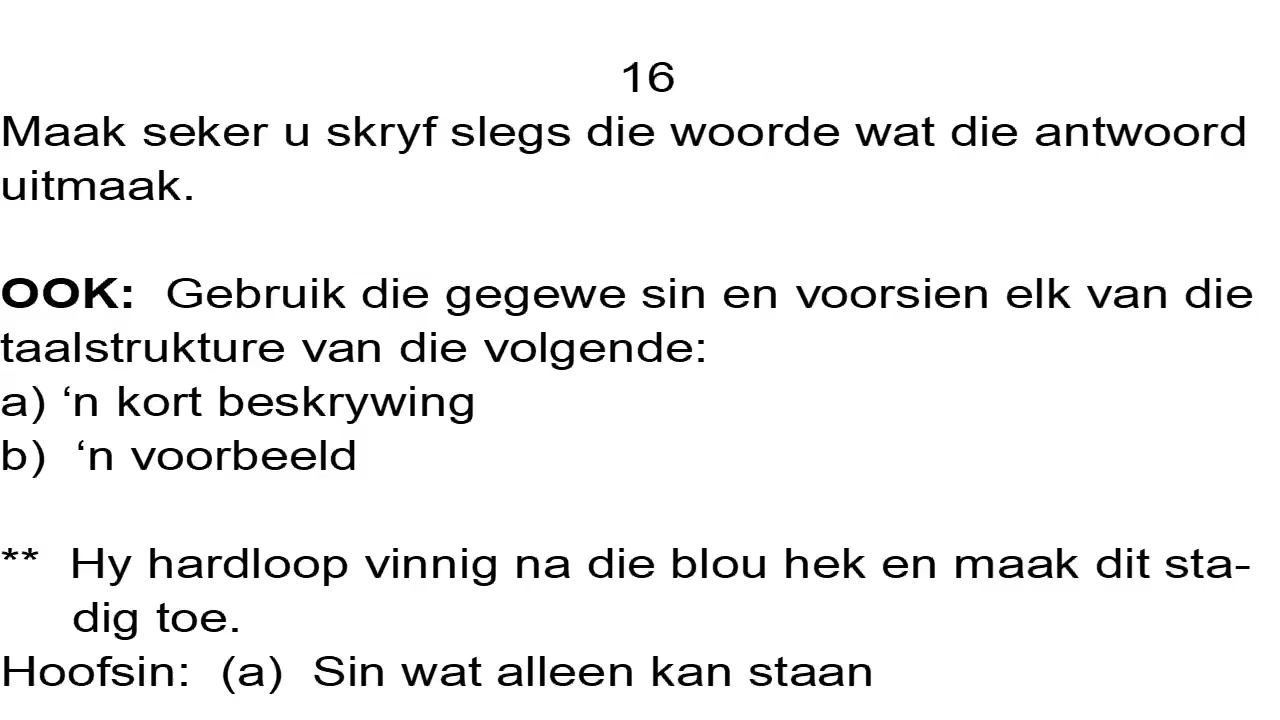 16
Maak seker u skryf slegs die woorde wat die antwoord
uitmaak.
OOK:  Gebruik die gegewe sin en voorsien elk van die
taalstrukture van die volgende:
a) ‘n kort beskrywing
b)  ‘n voorbeeld
**  Hy hardloop vinnig na die blou hek en maak dit sta-
dig toe.
Hoofsin:  (a)  Sin wat alleen kan staan